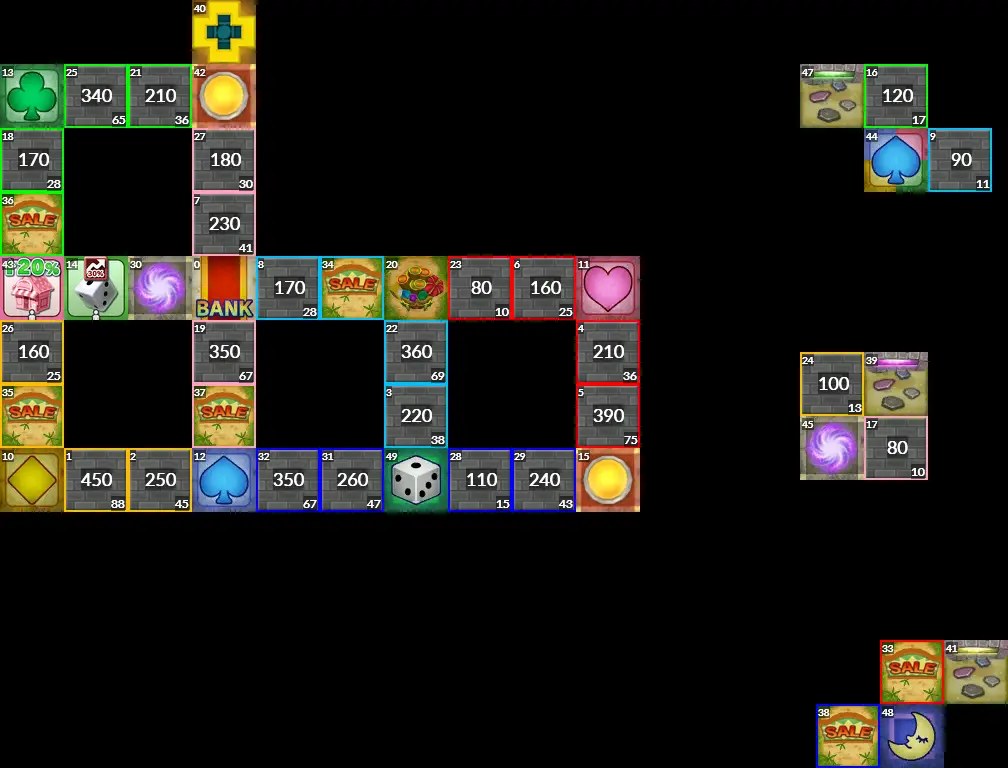 40
13 25 340 65 21 210 36 42 47 16 120 17
18 170 28 27 180 30 44 9 90 11
36 SALE 7 230 41
43 20% 14 30% 30 0 BANK 8 170 28 34 SALE 20 23 80 10 6 160 25 11
26 160 25 19 350 67 22 360 69 4 210 36 24 100 13 39
35 SALE 37 SALE 3 220 38 5 390 75 45 17 80 10
10 1 450 88 2 250 45 12 32 350 67 31 260 47 49 28 110 15 29 240 43 15
33 SALE 41
38 SALE 48